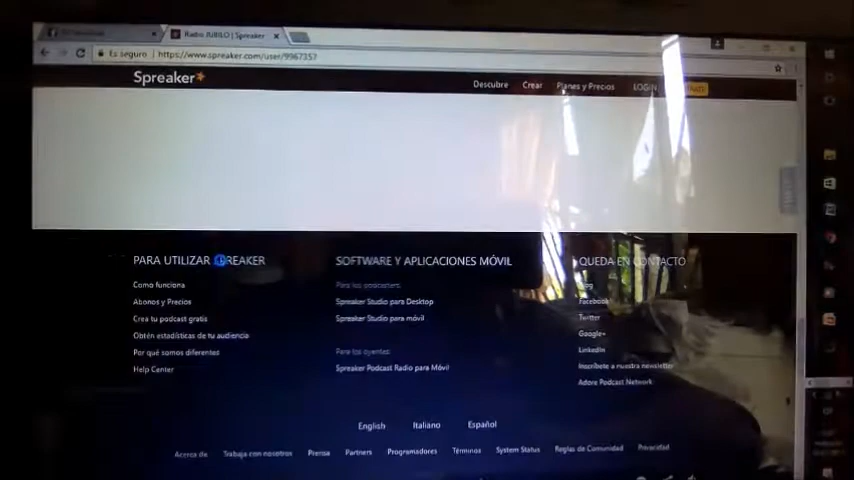 Radio JUBILO | Spreaker
Es seguro | https://www.spreaker.com/user/9967357
Spreaker
Descubre Crear Planes y Precios LOGIN
PARA UTILIZAR SPREAKER SOFTWARE Y APLICACIONES MÓVIL QUEDA EN CONTACTO
Como funciona Para los podcasters: Blog
Abonos y Precios Spreaker Studio para Desktop Facebook
Crea tu podcast gratis Spreaker Studio para móvil Twitter
Obtén estadísticas de tu audiencia Google+
Por qué somos diferentes Para los oyentes: LinkedIn
Help Center Spreaker Podcast Radio para Móvil Inscríbete a nuestra newsletter
Adore Podcast Network
English Italiano Español
Acerca de Trabaja con nosotros Prensa Partners Programadores Términos System Status Reglas de Comunidad Privacidad